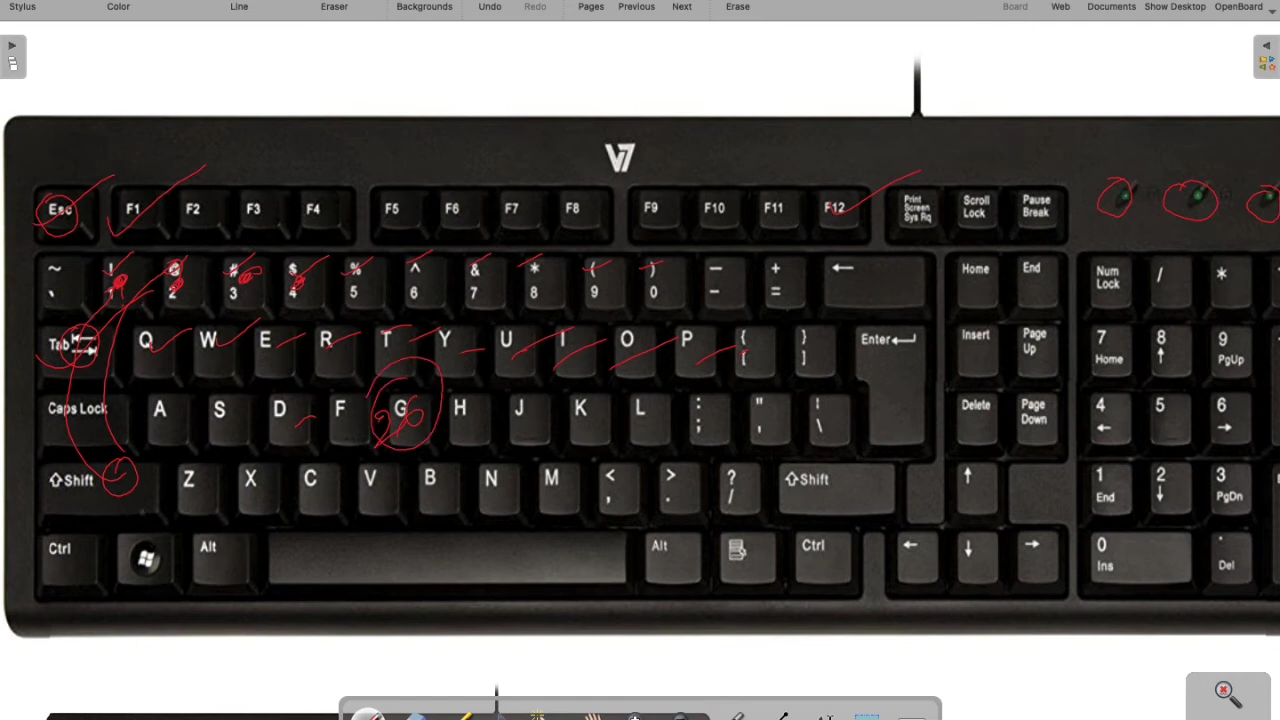 Stylus Color Line Eraser Backgrounds Undo Redo Pages Previous Next Erase Board Web Documents Show Desktop OpenBoard
V7
Esc F1 F2 F3 F4 F5 F6 F7 F8 F9 F10 F11 F12 Print Screen Sys Rq Scroll Lock Pause Break
~ ! @ # $ % ^ & * ( ) — + ← Home End Num Lock / *
` 1 2 3 4 5 6 7 8 9 0 – =
Tab Q W E R T Y U I O P { } Enter Insert Page Up 7 8 9
[ ] Home ↑ PgUp
Caps Lock A S D F G H J K L : " ¦ Delete Page Down 4 5 6
26
; , \ ← →
⇧Shift Z X C V B N M < > ? ⇧Shift ↑ 1 2 3
, . / End ↓ PgDn
Ctrl Alt Alt Ctrl ← ↓ → 0 .
Ins Del